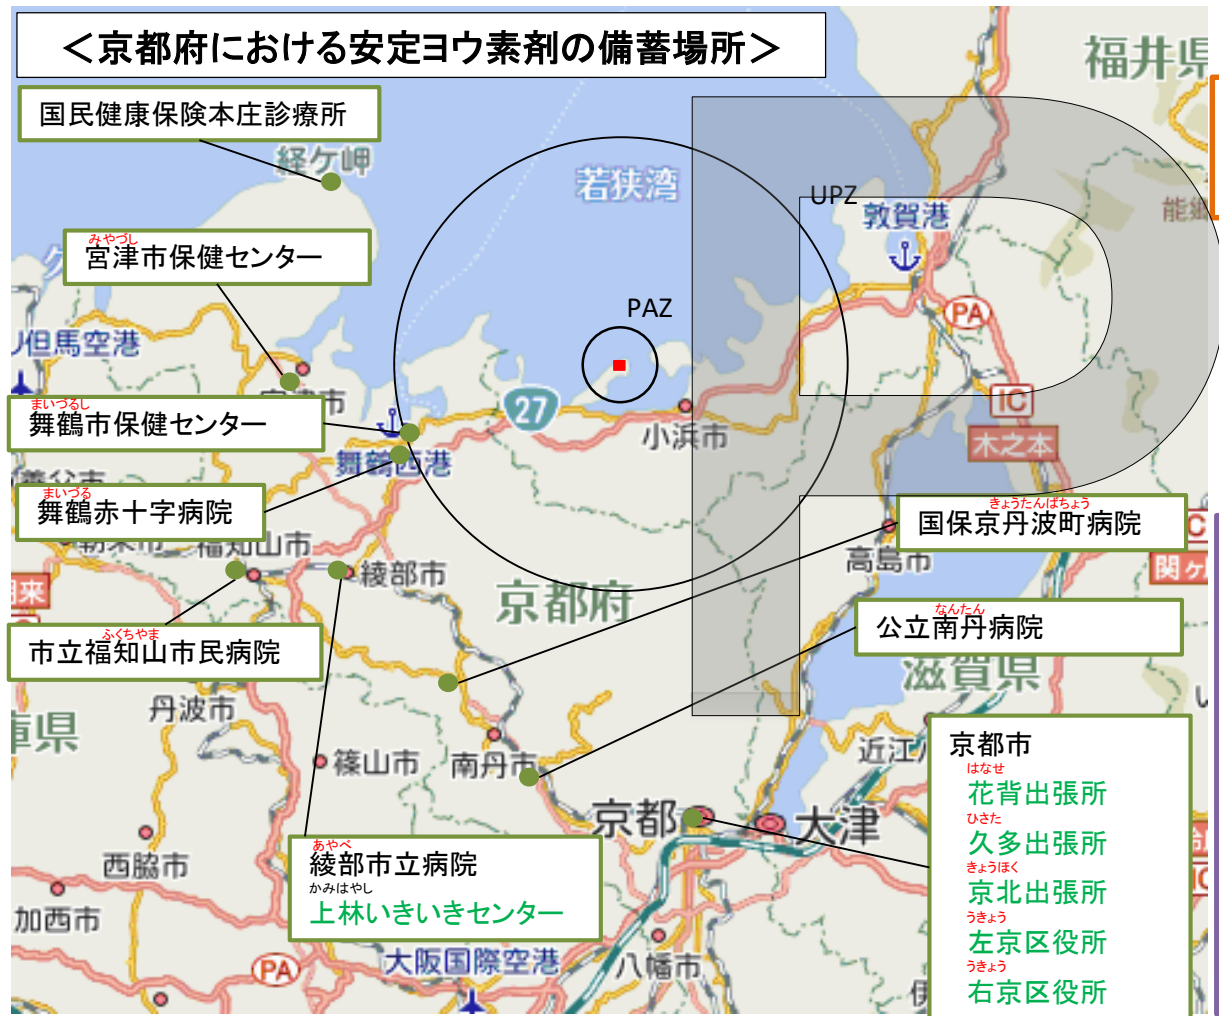 ＜京都府における安定ヨウ素剤の備蓄場所＞
福井県
国民健康保険本庄診療所
経ケ岬
若狭湾
UPZ
敦賀港
能郷
みやづし
宮津市保健センター
PAZ
PA
但馬空港
まいづるし
舞鶴市保健センター
27
小浜市
IC
木之本
舞鶴西港
まいづる
舞鶴赤十字病院
きょうたんばちょう
国保京丹波町病院
朝来市
福知山市
綾部市
高島市
関ヶ
京都府
ふくちやま
市立福知山市民病院
なんたん
公立南丹病院
滋賀県
丹波市
庫県
篠山市
南丹市
近江
京都市
はなせ
花背出張所
ひさた
久多出張所
きょうほく
京北出張所
うきょう
左京区役所
うきょう
右京区役所
京都
大津
西脇市
あやべ
綾部市立病院
かみはやし
上林いきいきセンター
加西市
PA
大阪国際空港
八幡市